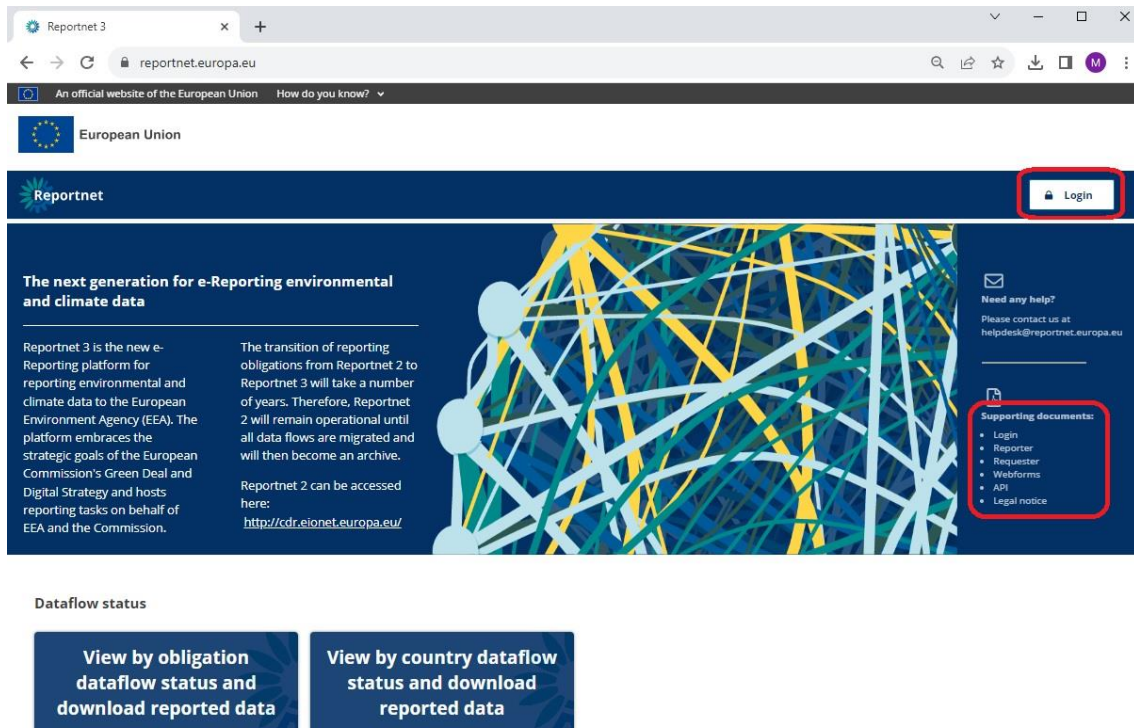 Reportnet 3
reportnet.europa.eu
M
An official website of the European Union How do you know?
European Union
Reportnet
Login
The next generation for e-Reporting environmental
and climate data
Reportnet 3 is the new e-
Reporting platform for
reporting environmental and
climate data to the European
Environment Agency (EEA). The
platform embraces the
strategic goals of the European
Commission's Green Deal and
Digital Strategy and hosts
reporting tasks on behalf of
EEA and the Commission.
The transition of reporting
obligations from Reportnet 2 to
Reportnet 3 will take a number
of years. Therefore, Reportnet
2 will remain operational until
all data flows are migrated and
will then become an archive.
Reportnet 2 can be accessed
here:
http://cdr.eionet.europa.eu/
Need any help?
Please contact us at
helpdesk@reportnet.europa.eu
Supporting documents:
• Login
• Reporter
• Requester
• Webforms
• API
• Legal notice
Dataflow status
View by obligation
dataflow status and
download reported data
View by country dataflow
status and download
reported data